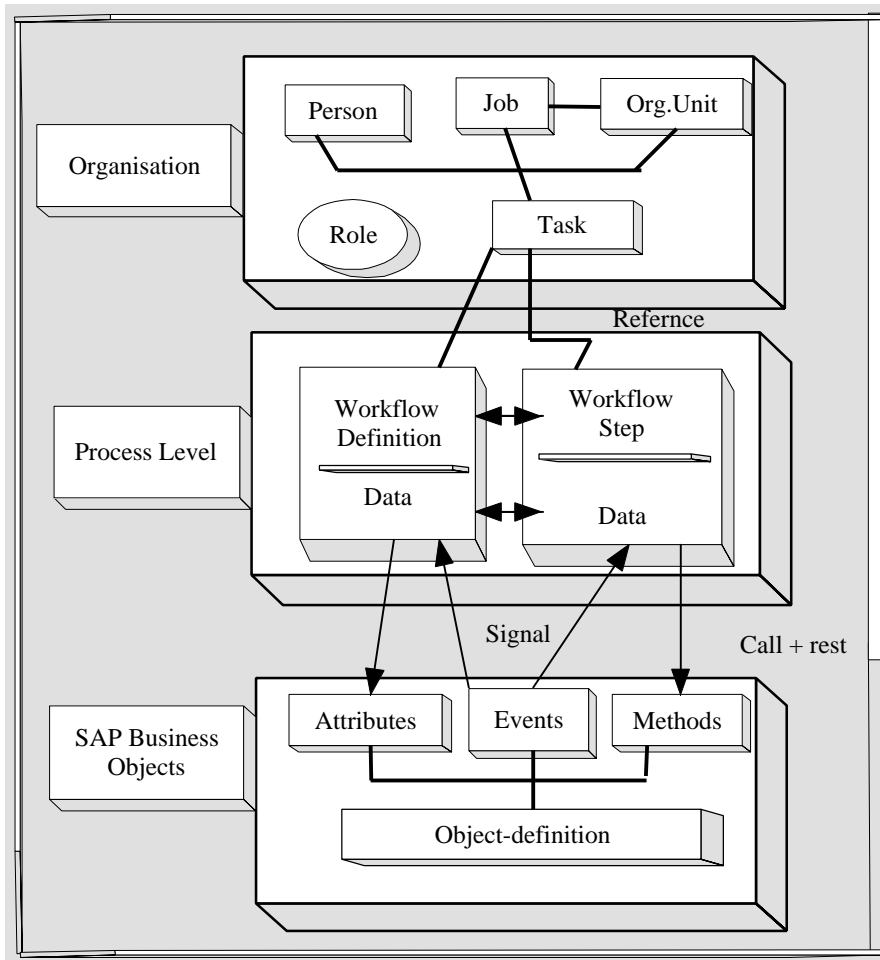 Person
Job
Org.Unit
Organisation
Role
Task
Refernce
Workflow
Definition
Data
Workflow
Step
Data
Process Level
Signal
Call + rest
SAP Business
Objects
Attributes
Events
Methods
Object-definition